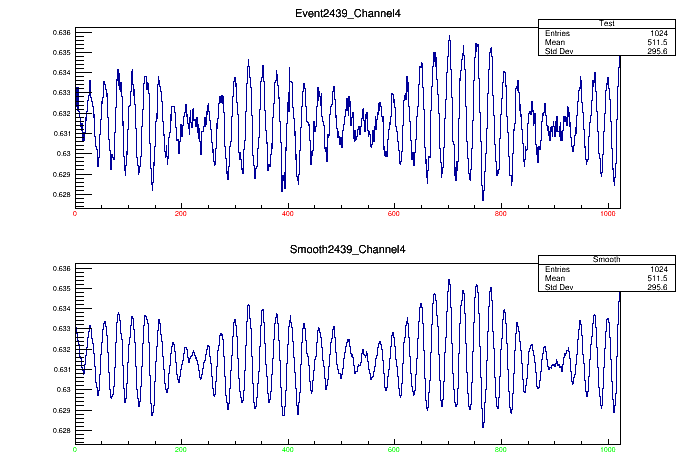 Event2439_Channel4
Test
Entries 1024
Mean 511.5
Std Dev 295.6
0.636
0.635
0.634
0.633
0.632
0.631
0.63
0.629
0.628
0 200 400 600 800 1000
Smooth2439_Channel4
Smooth
Entries 1024
Mean 511.5
Std Dev 295.6
0.636
0.635
0.634
0.633
0.632
0.631
0.63
0.629
0.628
0 200 400 600 800 1000